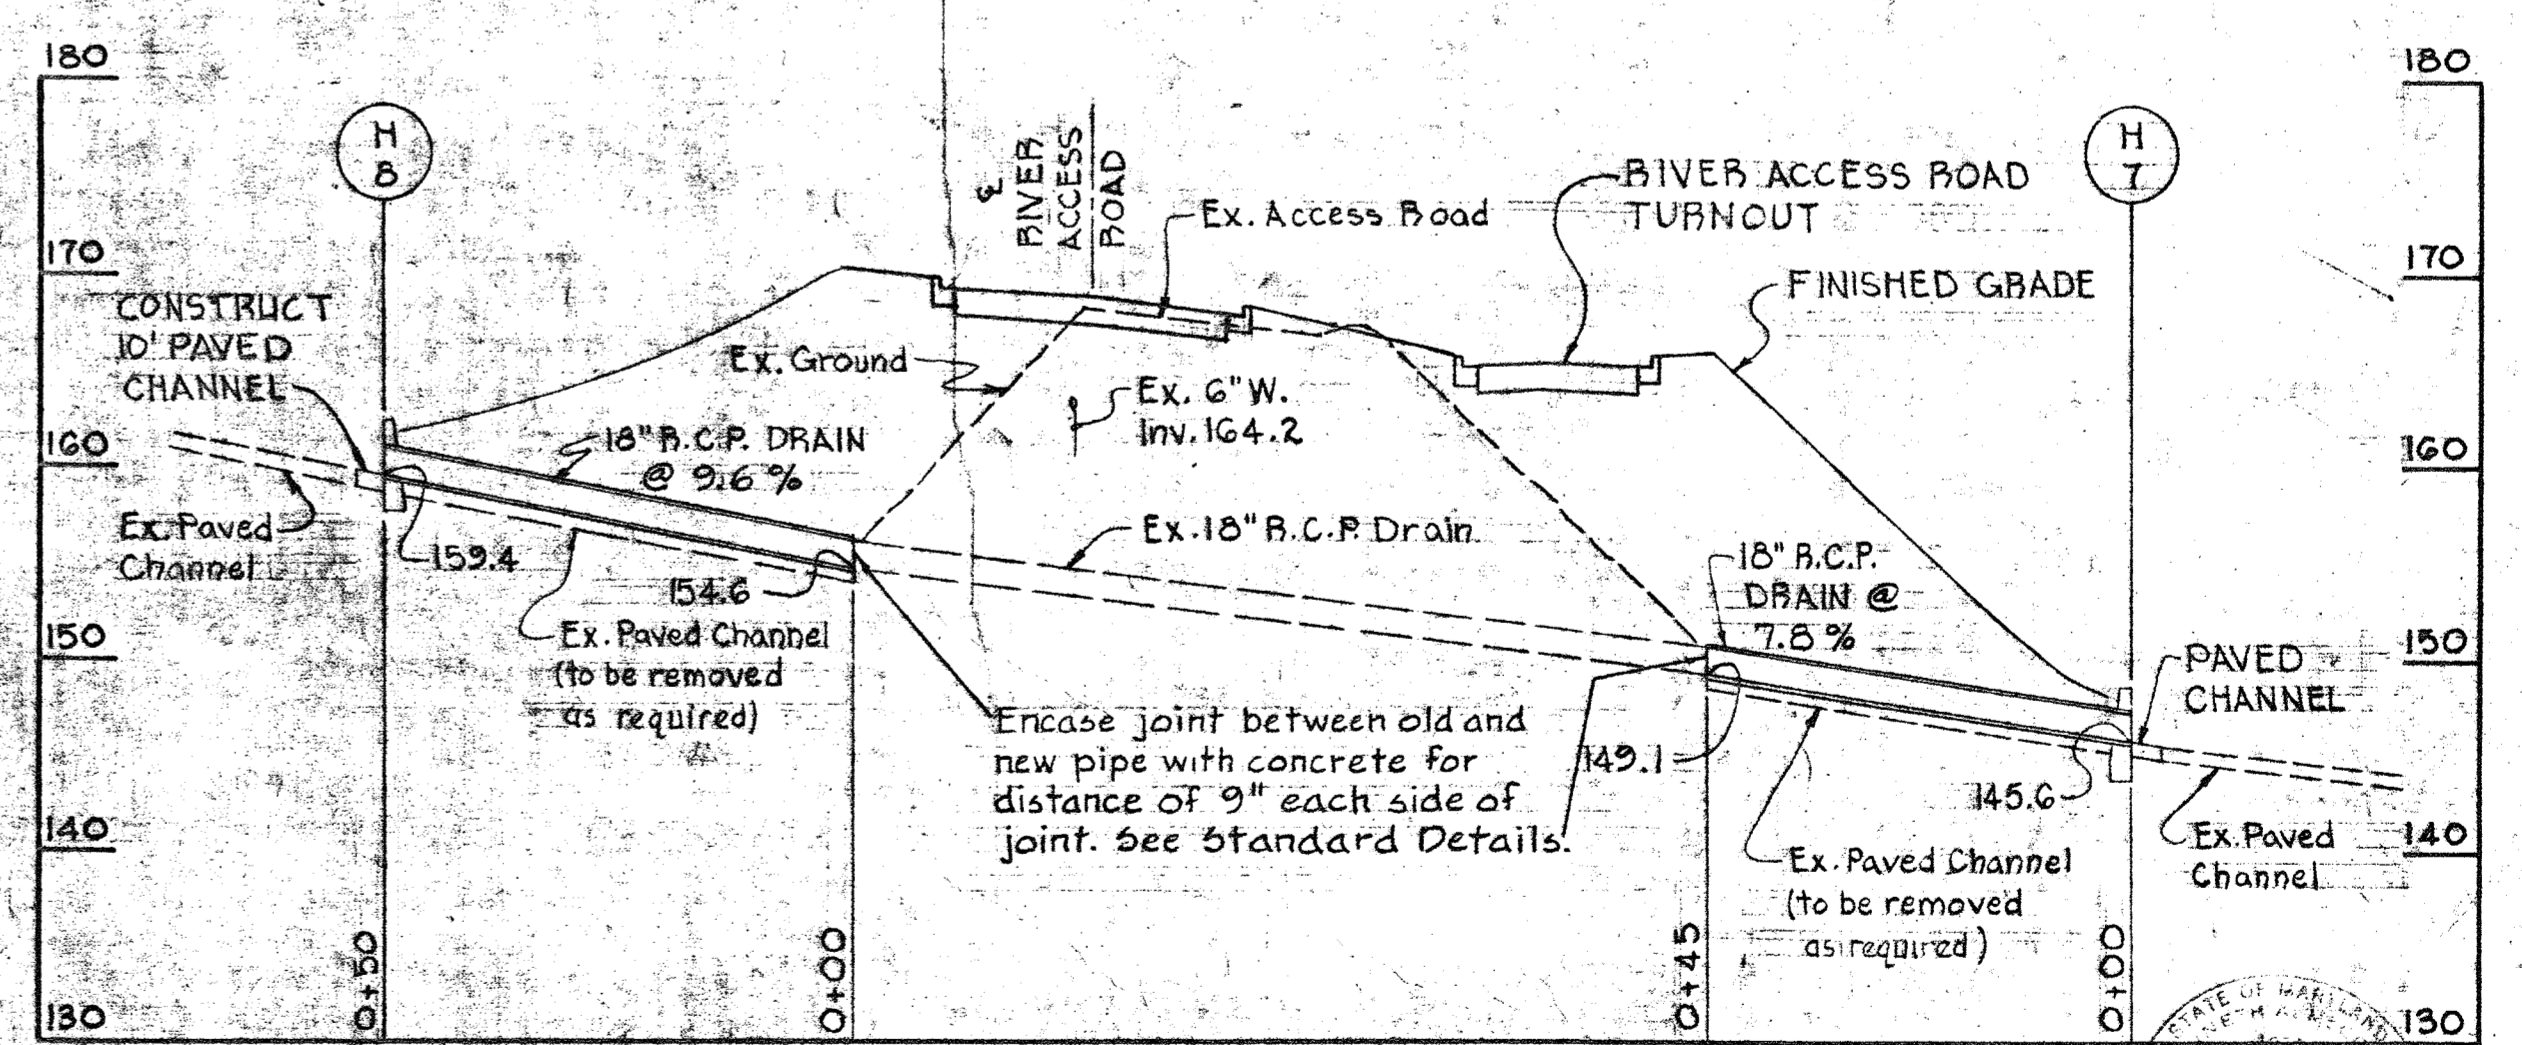 180
170
160
150
140
130
H
8
CONSTRUCT
10' PAVED
CHANNEL
Ex. Paved
Channel
159.4
18" R.C.P. DRAIN
@ 9.6 %
154.6
Ex. Paved Channel
(to be removed
as required)
Ex. Ground
℄
RIVER
ACCESS
ROAD
Ex. Access Road
Ex. 6" W.
Inv. 164.2
Ex. 18" R.C.P. Drain
Encase joint between old and
new pipe with concrete for
distance of 9" each side of
joint. See Standard Details.
RIVER ACCESS ROAD
TURNOUT
FINISHED GRADE
18" R.C.P.
DRAIN @
7.8 %
149.1
145.6
Ex. Paved Channel
(to be removed
as required)
H
7
PAVED
CHANNEL
Ex. Paved
Channel
0+50
0+00
0+45
0+00
180
170
160
150
140
130
STATE OF MARYLAND